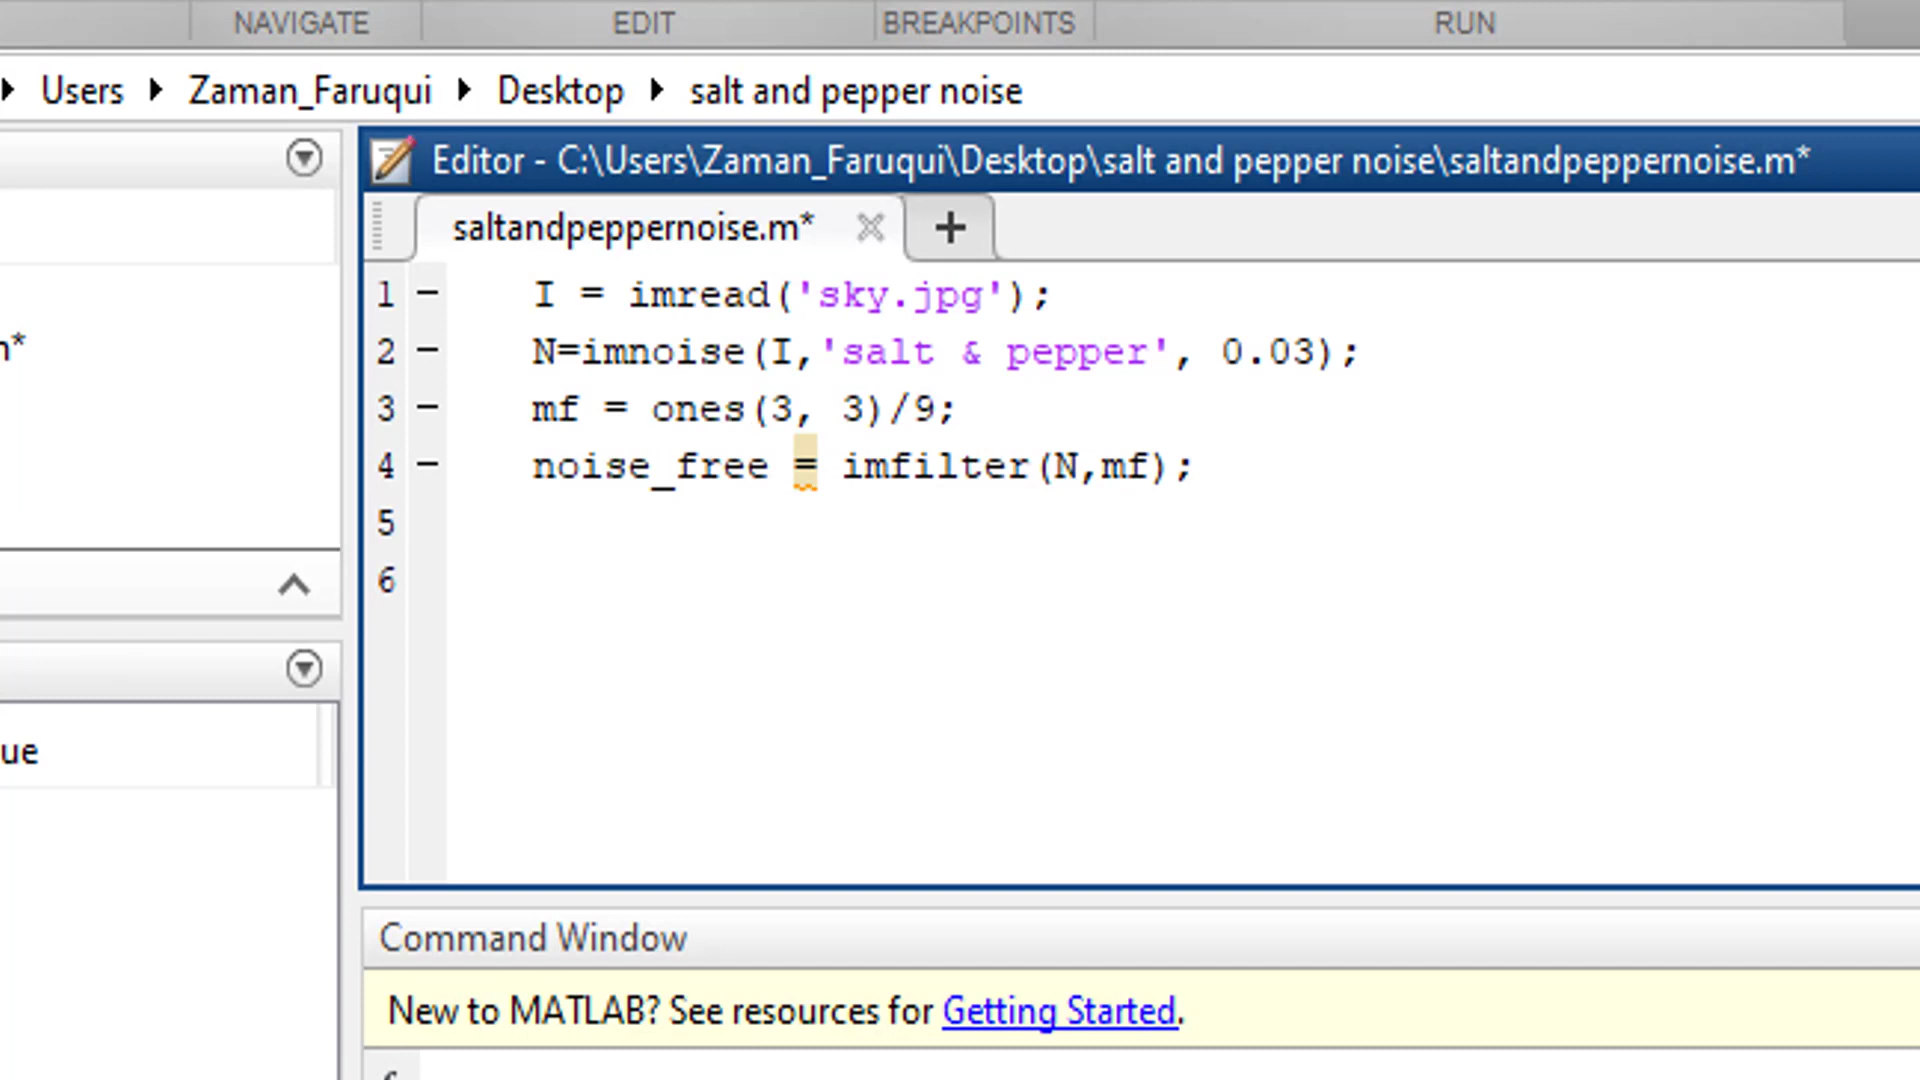 NAVIGATE EDIT BREAKPOINTS RUN
Users Zaman_Faruqui Desktop salt and pepper noise
Editor - C:\Users\Zaman_Faruqui\Desktop\salt and pepper noise\saltandpeppernoise.m*
saltandpeppernoise.m*
1 I = imread('sky.jpg');
2 N=imnoise(I,'salt & pepper', 0.03);
3 mf = ones(3, 3)/9;
4 noise_free = imfilter(N,mf);
5
6
ue
Command Window
New to MATLAB? See resources for Getting Started.